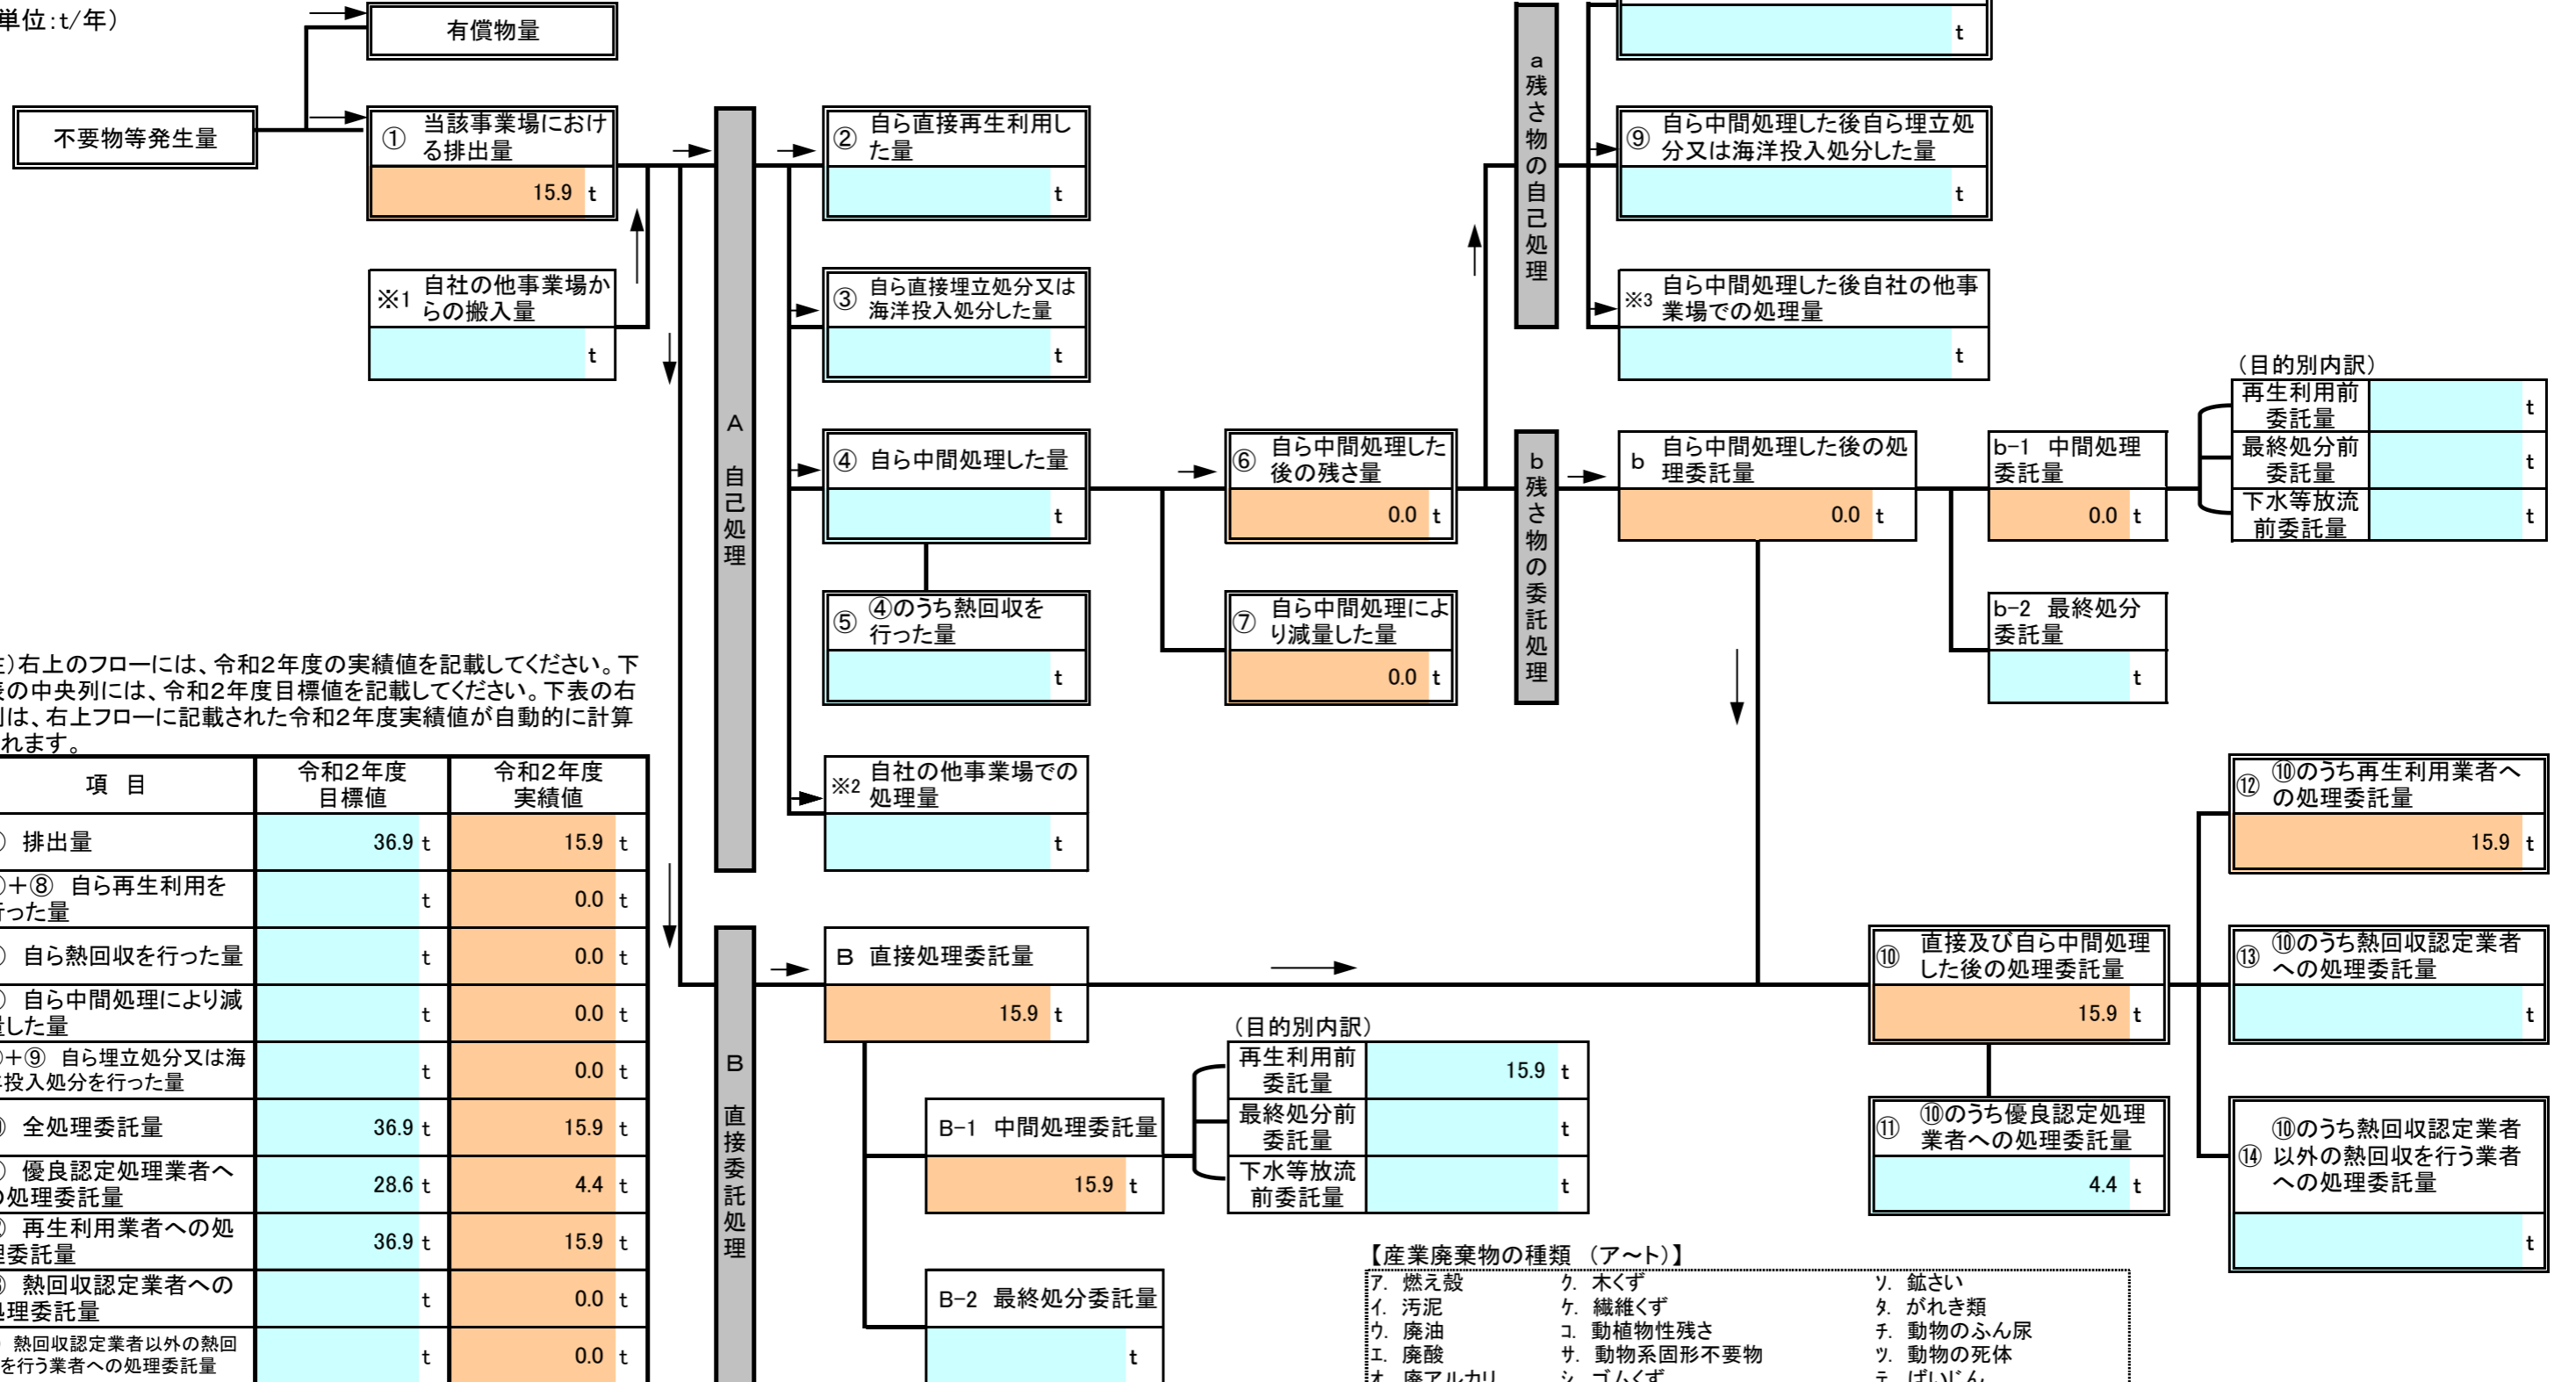 単位:t/年)
有償物量
t
不要物等発生量
① 当該事業場におけ
る排出量
15.9 t
※1 自社の他事業場か
らの搬入量
t
A 自己処理
② 自ら直接再生利用し
た量
t
③ 自ら直接埋立処分又は
海洋投入処分した量
t
④ 自ら中間処理した量
t
⑤ ④のうち熱回収を
行った量
t
※2 自社の他事業場での
処理量
t
⑥ 自ら中間処理した
後の残さ量
0.0 t
⑦ 自ら中間処理によ
り減量した量
0.0 t
a 残さ物の自己処理
⑨ 自ら中間処理した後自ら埋立処
分又は海洋投入処分した量
t
※3 自ら中間処理した後自社の他事
業場での処理量
t
b 残さ物の委託処理
b 自ら中間処理した後の処
理委託量
0.0 t
b-1 中間処理
委託量
0.0 t
b-2 最終処分
委託量
t
(目的別内訳)
再生利用前
委託量 t
最終処分前
委託量 t
下水等放流
前委託量 t
)右上のフローには、令和2年度の実績値を記載してください。下
表の中央列には、令和2年度目標値を記載してください。下表の右
列は、右上フローに記載された令和2年度実績値が自動的に計算
れます。
項 目 令和2年度
目標値 令和2年度
実績値
排出量 36.9 t 15.9 t
+⑧ 自ら再生利用を
行った量 t 0.0 t
自ら熱回収を行った量 t 0.0 t
自ら中間処理により減
量した量 t 0.0 t
+⑨ 自ら埋立処分又は海
洋投入処分を行った量 t 0.0 t
全処理委託量 36.9 t 15.9 t
優良認定処理業者へ
の処理委託量 28.6 t 4.4 t
再生利用業者への処
理委託量 36.9 t 15.9 t
熱回収認定業者への
処理委託量 t 0.0 t
熱回収認定業者以外の熱回
を行う業者への処理委託量 t 0.0 t
B 直接委託処理
B 直接処理委託量
15.9 t
B-1 中間処理委託量
15.9 t
B-2 最終処分委託量
t
(目的別内訳)
再生利用前
委託量 15.9 t
最終処分前
委託量 t
下水等放流
前委託量 t
⑩ 直接及び自ら中間処理
した後の処理委託量
15.9 t
⑪ ⑩のうち優良認定処理
業者への処理委託量
4.4 t
⑫ ⑩のうち再生利用業者へ
の処理委託量
15.9 t
⑬ ⑩のうち熱回収認定業者
への処理委託量
t
⑭ ⑩のうち熱回収認定業者
以外の熱回収を行う業者
への処理委託量
t
【産業廃棄物の種類 (ア~ト)】
ア. 燃え殻 ク. 木くず ソ. 鉱さい
イ. 汚泥 ケ. 繊維くず タ. がれき類
ウ. 廃油 コ. 動植物性残さ チ. 動物のふん尿
エ. 廃酸 サ. 動物系固形不要物 ツ. 動物の死体
オ. 廃アルカリ シ. ゴムくず テ. ばいじん